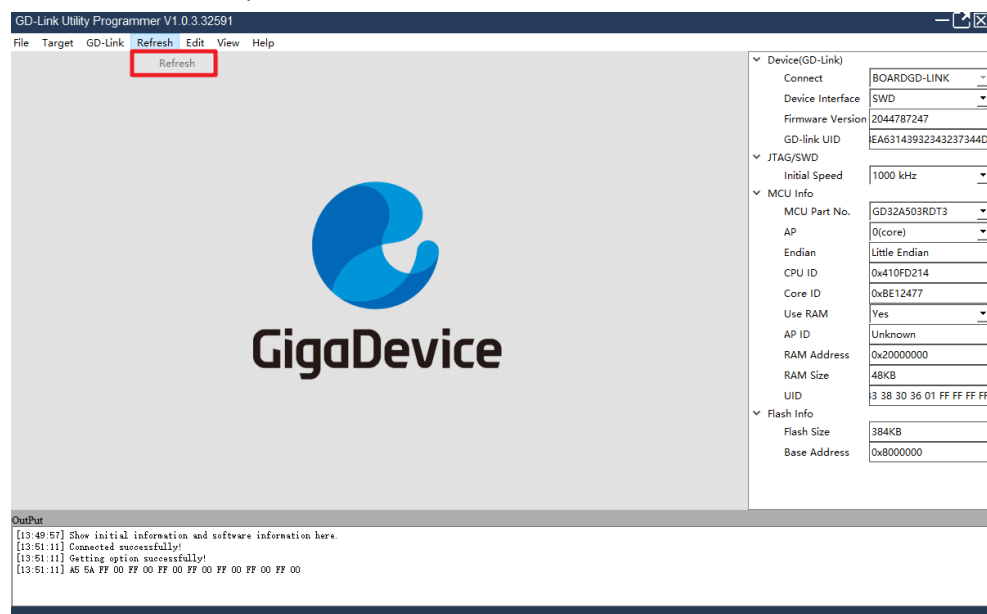 GD-Link Utility Programmer V1.0.3.32591
File Target GD-Link Refresh Edit View Help
Refresh
GigaDevice
Device(GD-Link)
Connect BOARDGD-LINK
Device Interface SWD
Firmware Version 2044787247
GD-link UID EA63143932343237344D
JTAG/SWD
Initial Speed 1000 kHz
MCU Info
MCU Part No. GD32A503RDT3
AP 0(core)
Endian Little Endian
CPU ID 0x410FD214
Core ID 0xBE12477
Use RAM Yes
AP ID Unknown
RAM Address 0x20000000
RAM Size 48KB
UID 33 38 30 36 01 FF FF FF FF
Flash Info
Flash Size 384KB
Base Address 0x8000000
OutPut
[13:49:57] Show initial information and software information here.
[13:51:11] Connected successfully!
[13:51:11] Getting option successfully!
[13:51:11] A5 5A FF 00 FF 00 FF 00 FF 00 FF 00 FF 00 FF 00